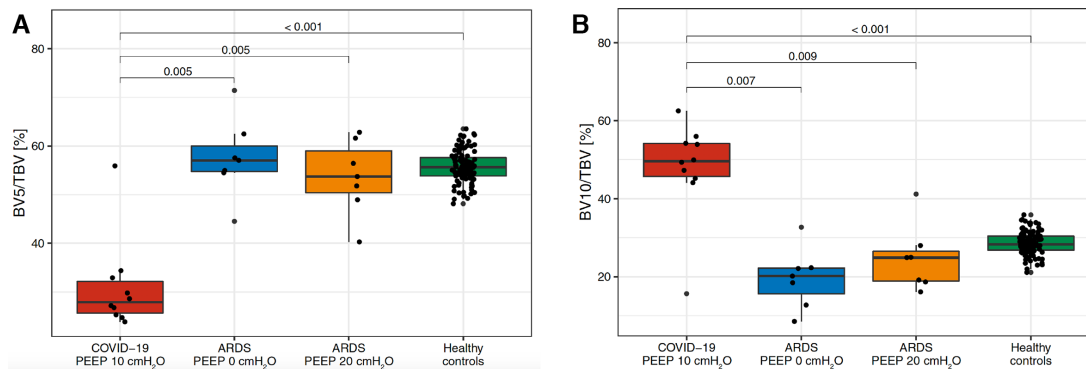 A
BV5/TBV [%]
80
60
40
< 0.001
0.005
0.005
COVID−19
PEEP 10 cmH₂O
ARDS
PEEP 0 cmH₂O
ARDS
PEEP 20 cmH₂O
Healthy
controls
B
BV10/TBV [%]
80
60
40
20
< 0.001
0.009
0.007
COVID−19
PEEP 10 cmH₂O
ARDS
PEEP 0 cmH₂O
ARDS
PEEP 20 cmH₂O
Healthy
controls